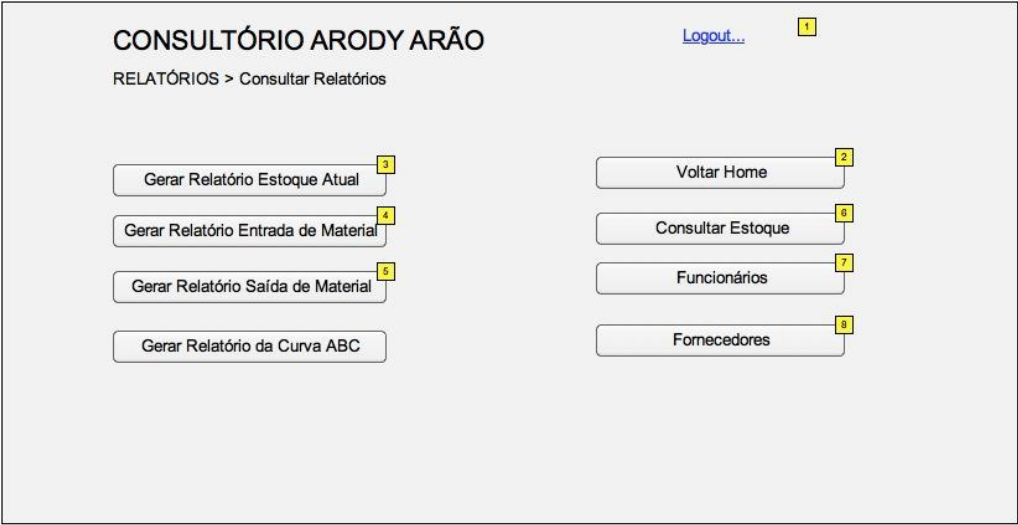 CONSULTÓRIO ARODY ARÃO
Logout...
1
RELATÓRIOS > Consultar Relatórios
3
Gerar Relatório Estoque Atual
4
Gerar Relatório Entrada de Material
5
Gerar Relatório Saída de Material
Gerar Relatório da Curva ABC
2
Voltar Home
6
Consultar Estoque
7
Funcionários
8
Fornecedores